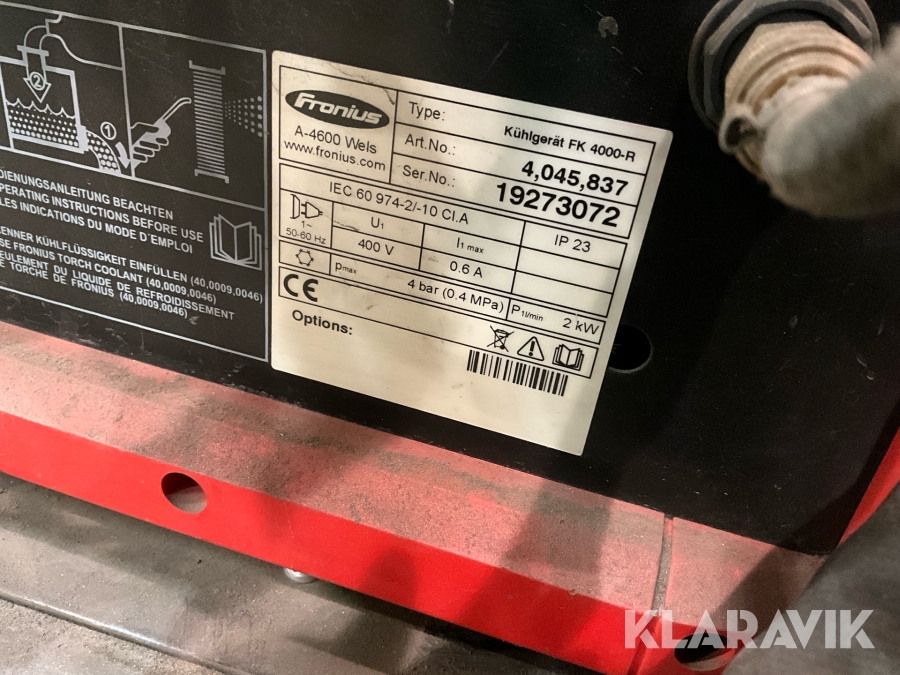 Fronius
A-4600 Wels
www.fronius.com
Type:
Kühlgerät FK 4000-R
Art.No.:
4,045,837
Ser.No.:
19273072
IEC 60 974-2/-10 Cl.A
1~
50-60 Hz
U1
I1 max
IP 23
400 V
0.6 A
pmax
4 bar (0.4 MPa)
P1l/min
2 kW
CE
Options:
2
1
DIENUNGSANLEITUNG BEACHTEN
PERATING INSTRUCTIONS BEFORE USE
LES INDICATIONS DU MODE D´EMPLOI
ENNER KÜHLFLÜSSIGKEIT EINFÜLLEN (40,0009,0046)
SE FRONIUS TORCH COOLANT (40,0009,0046)
EULEMENT DU LIQUIDE DE REFROIDISSEMENT
E TORCHE DE FRONIUS (40,0009,0046)
KLARAVIK